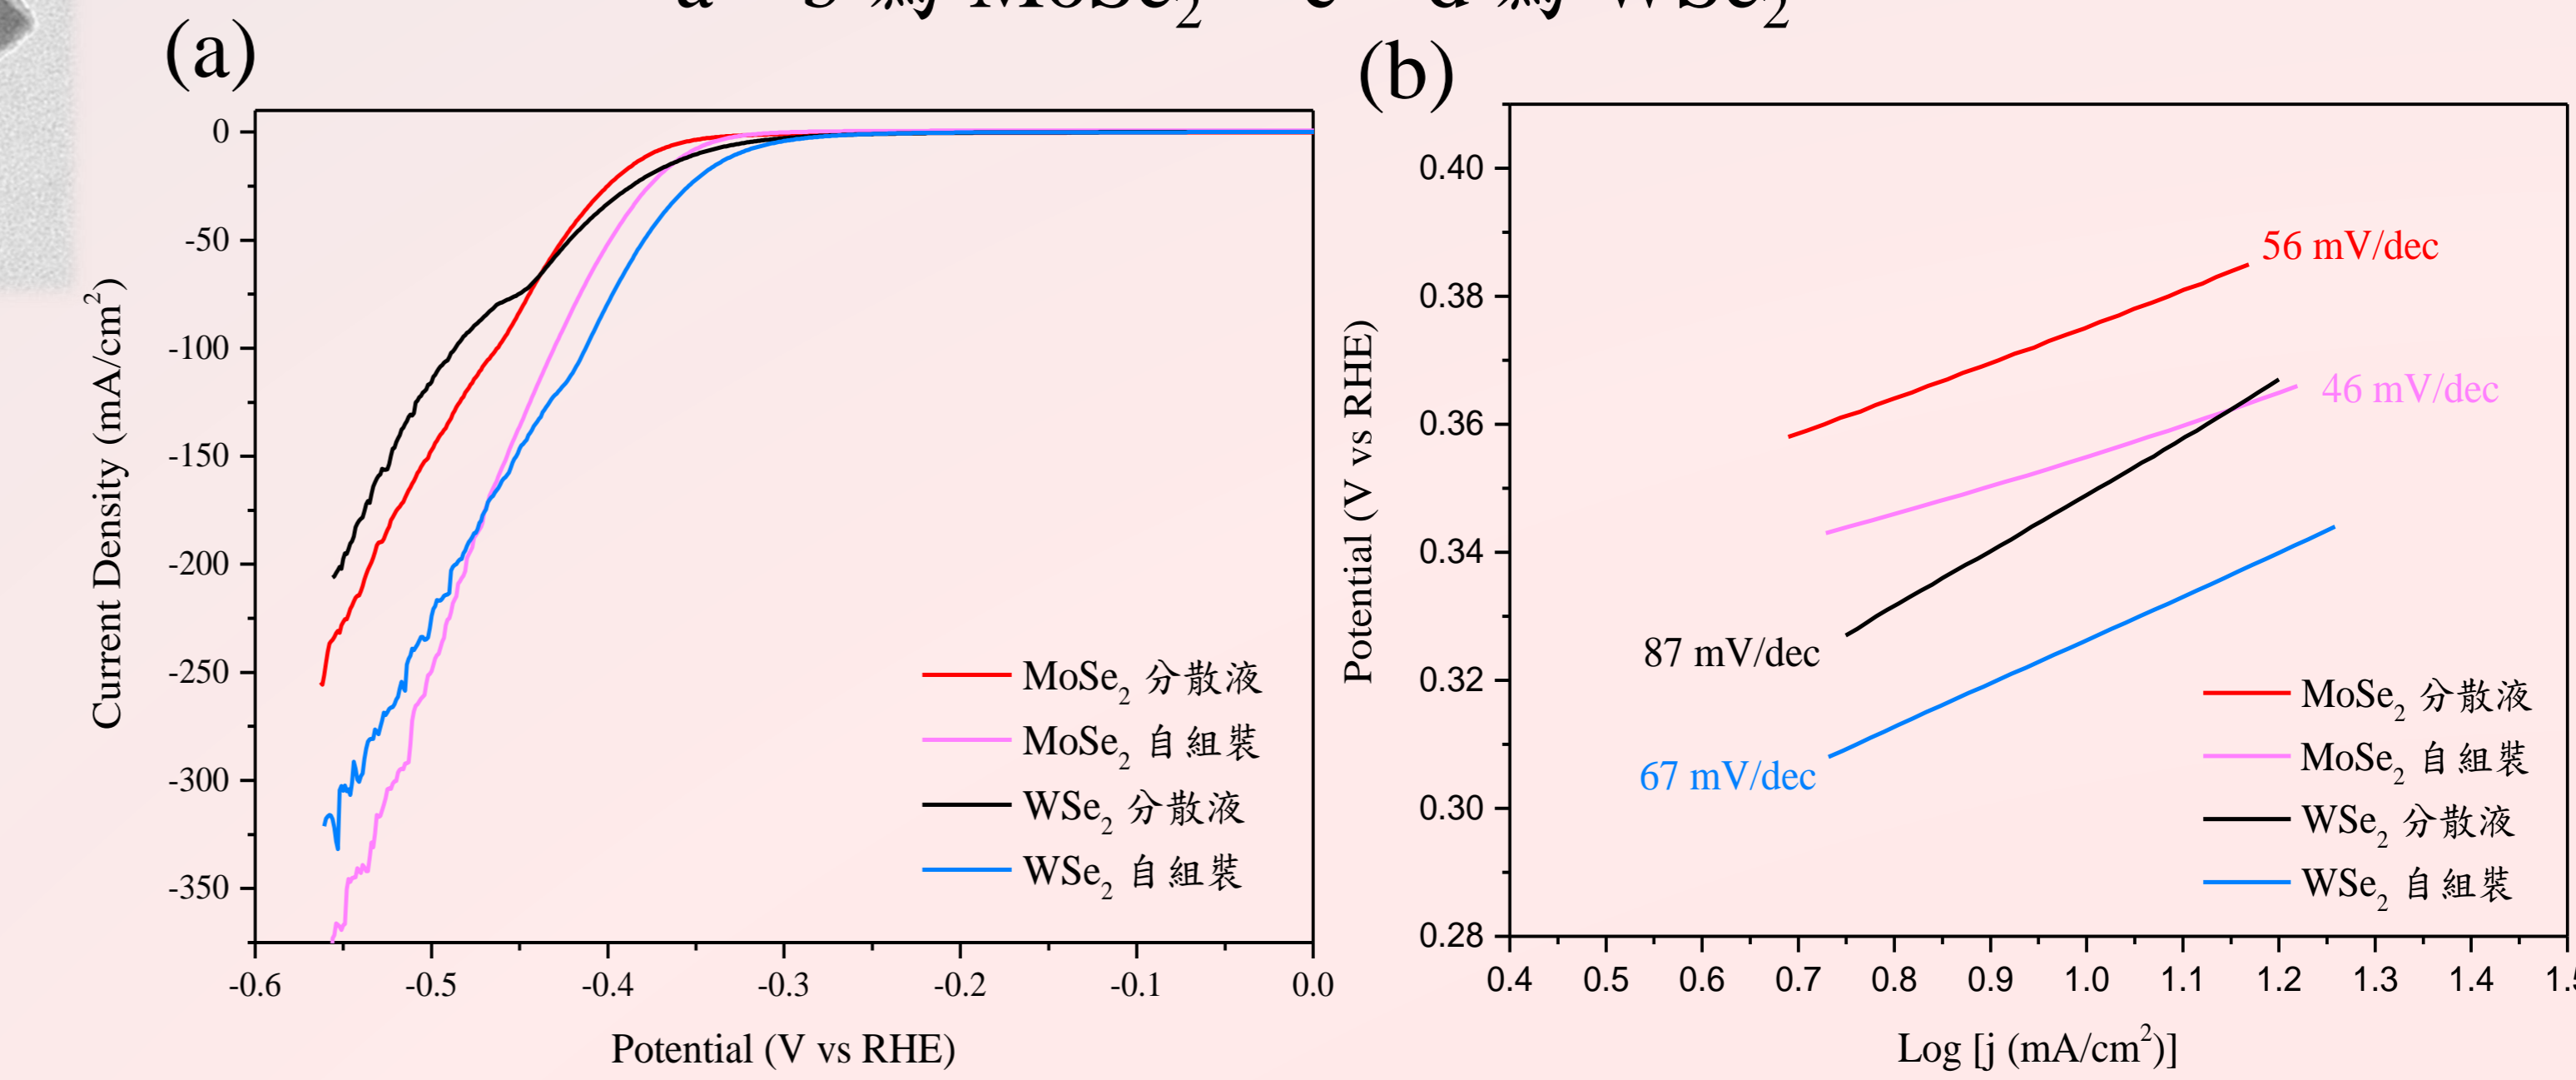 MoSe2 WSe2
(a)
0
-50
-100
-150
-200
-250
-300
-350
Current Density (mA/cm2)
MoSe2 分散液
MoSe2 自組裝
WSe2 分散液
WSe2 自組裝
-0.6 -0.5 -0.4 -0.3 -0.2 -0.1 0.0
Potential (V vs RHE)
(b)
0.40
0.38
0.36
0.34
0.32
0.30
0.28
Potential (V vs RHE)
56 mV/dec
46 mV/dec
87 mV/dec
67 mV/dec
MoSe2 分散液
MoSe2 自組裝
WSe2 分散液
WSe2 自組裝
0.4 0.5 0.6 0.7 0.8 0.9 1.0 1.1 1.2 1.3 1.4
Log [j (mA/cm2)]